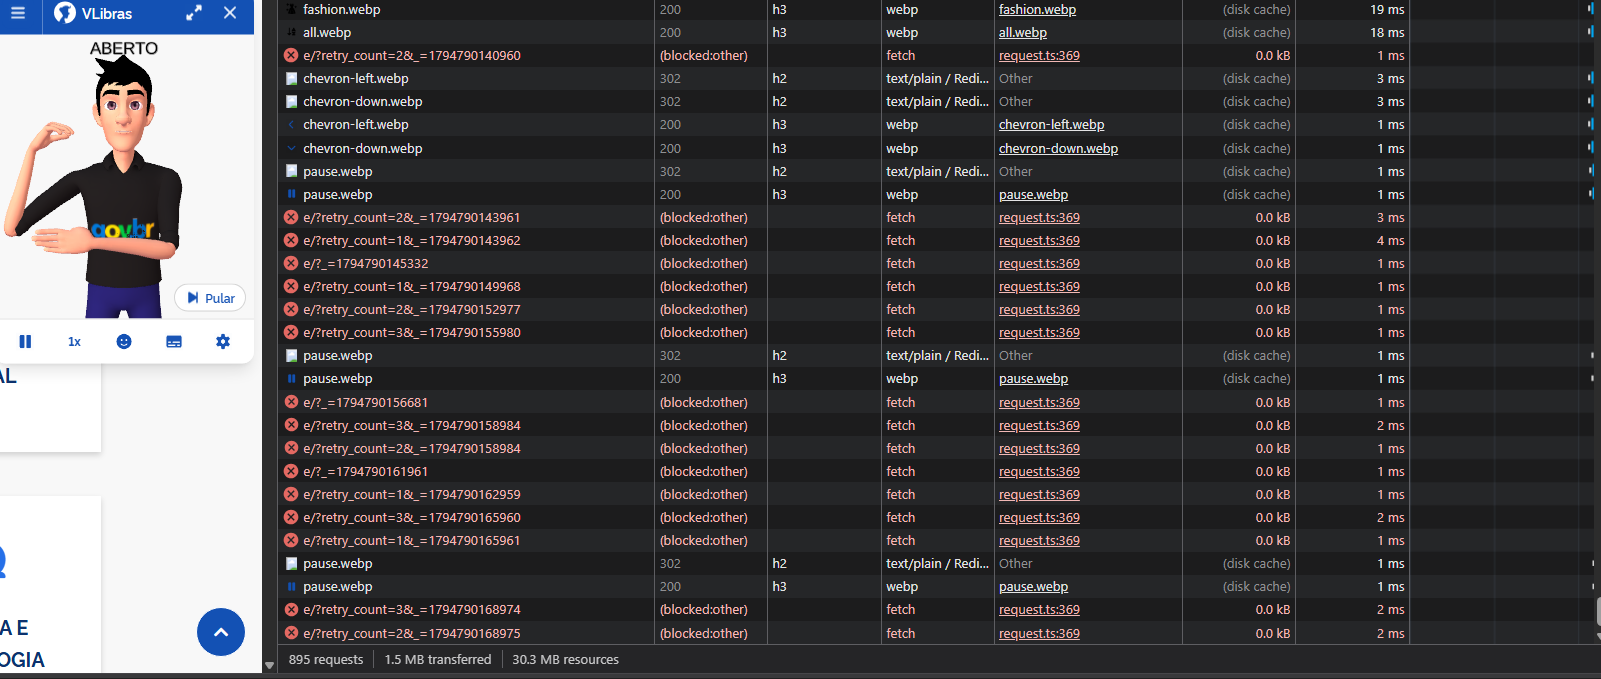 VLibras
ABERTO
govbr
Pular
1x
AL
A E
OGIA
fashion.webp 200 h3 webp fashion.webp (disk cache) 19 ms
all.webp 200 h3 webp all.webp (disk cache) 18 ms
e/?retry_count=2&_=1794790140960 (blocked:other) fetch request.ts:369 0.0 kB 1 ms
chevron-left.webp 302 h2 text/plain / Redi... Other (disk cache) 3 ms
chevron-down.webp 302 h2 text/plain / Redi... Other (disk cache) 3 ms
chevron-left.webp 200 h3 webp chevron-left.webp (disk cache) 1 ms
chevron-down.webp 200 h3 webp chevron-down.webp (disk cache) 1 ms
pause.webp 302 h2 text/plain / Redi... Other (disk cache) 1 ms
pause.webp 200 h3 webp pause.webp (disk cache) 1 ms
e/?retry_count=2&_=1794790143961 (blocked:other) fetch request.ts:369 0.0 kB 3 ms
e/?retry_count=1&_=1794790143962 (blocked:other) fetch request.ts:369 0.0 kB 4 ms
e/?_=1794790145332 (blocked:other) fetch request.ts:369 0.0 kB 1 ms
e/?retry_count=1&_=1794790149968 (blocked:other) fetch request.ts:369 0.0 kB 1 ms
e/?retry_count=2&_=1794790152977 (blocked:other) fetch request.ts:369 0.0 kB 1 ms
e/?retry_count=3&_=1794790155980 (blocked:other) fetch request.ts:369 0.0 kB 1 ms
pause.webp 302 h2 text/plain / Redi... Other (disk cache) 1 ms
pause.webp 200 h3 webp pause.webp (disk cache) 1 ms
e/?_=1794790156681 (blocked:other) fetch request.ts:369 0.0 kB 1 ms
e/?retry_count=3&_=1794790158984 (blocked:other) fetch request.ts:369 0.0 kB 2 ms
e/?retry_count=2&_=1794790158984 (blocked:other) fetch request.ts:369 0.0 kB 1 ms
e/?_=1794790161961 (blocked:other) fetch request.ts:369 0.0 kB 1 ms
e/?retry_count=1&_=1794790162959 (blocked:other) fetch request.ts:369 0.0 kB 1 ms
e/?retry_count=3&_=1794790165960 (blocked:other) fetch request.ts:369 0.0 kB 2 ms
e/?retry_count=1&_=1794790165961 (blocked:other) fetch request.ts:369 0.0 kB 1 ms
pause.webp 302 h2 text/plain / Redi... Other (disk cache) 1 ms
pause.webp 200 h3 webp pause.webp (disk cache) 1 ms
e/?retry_count=3&_=1794790168974 (blocked:other) fetch request.ts:369 0.0 kB 2 ms
e/?retry_count=2&_=1794790168975 (blocked:other) fetch request.ts:369 0.0 kB 2 ms
895 requests 1.5 MB transferred 30.3 MB resources